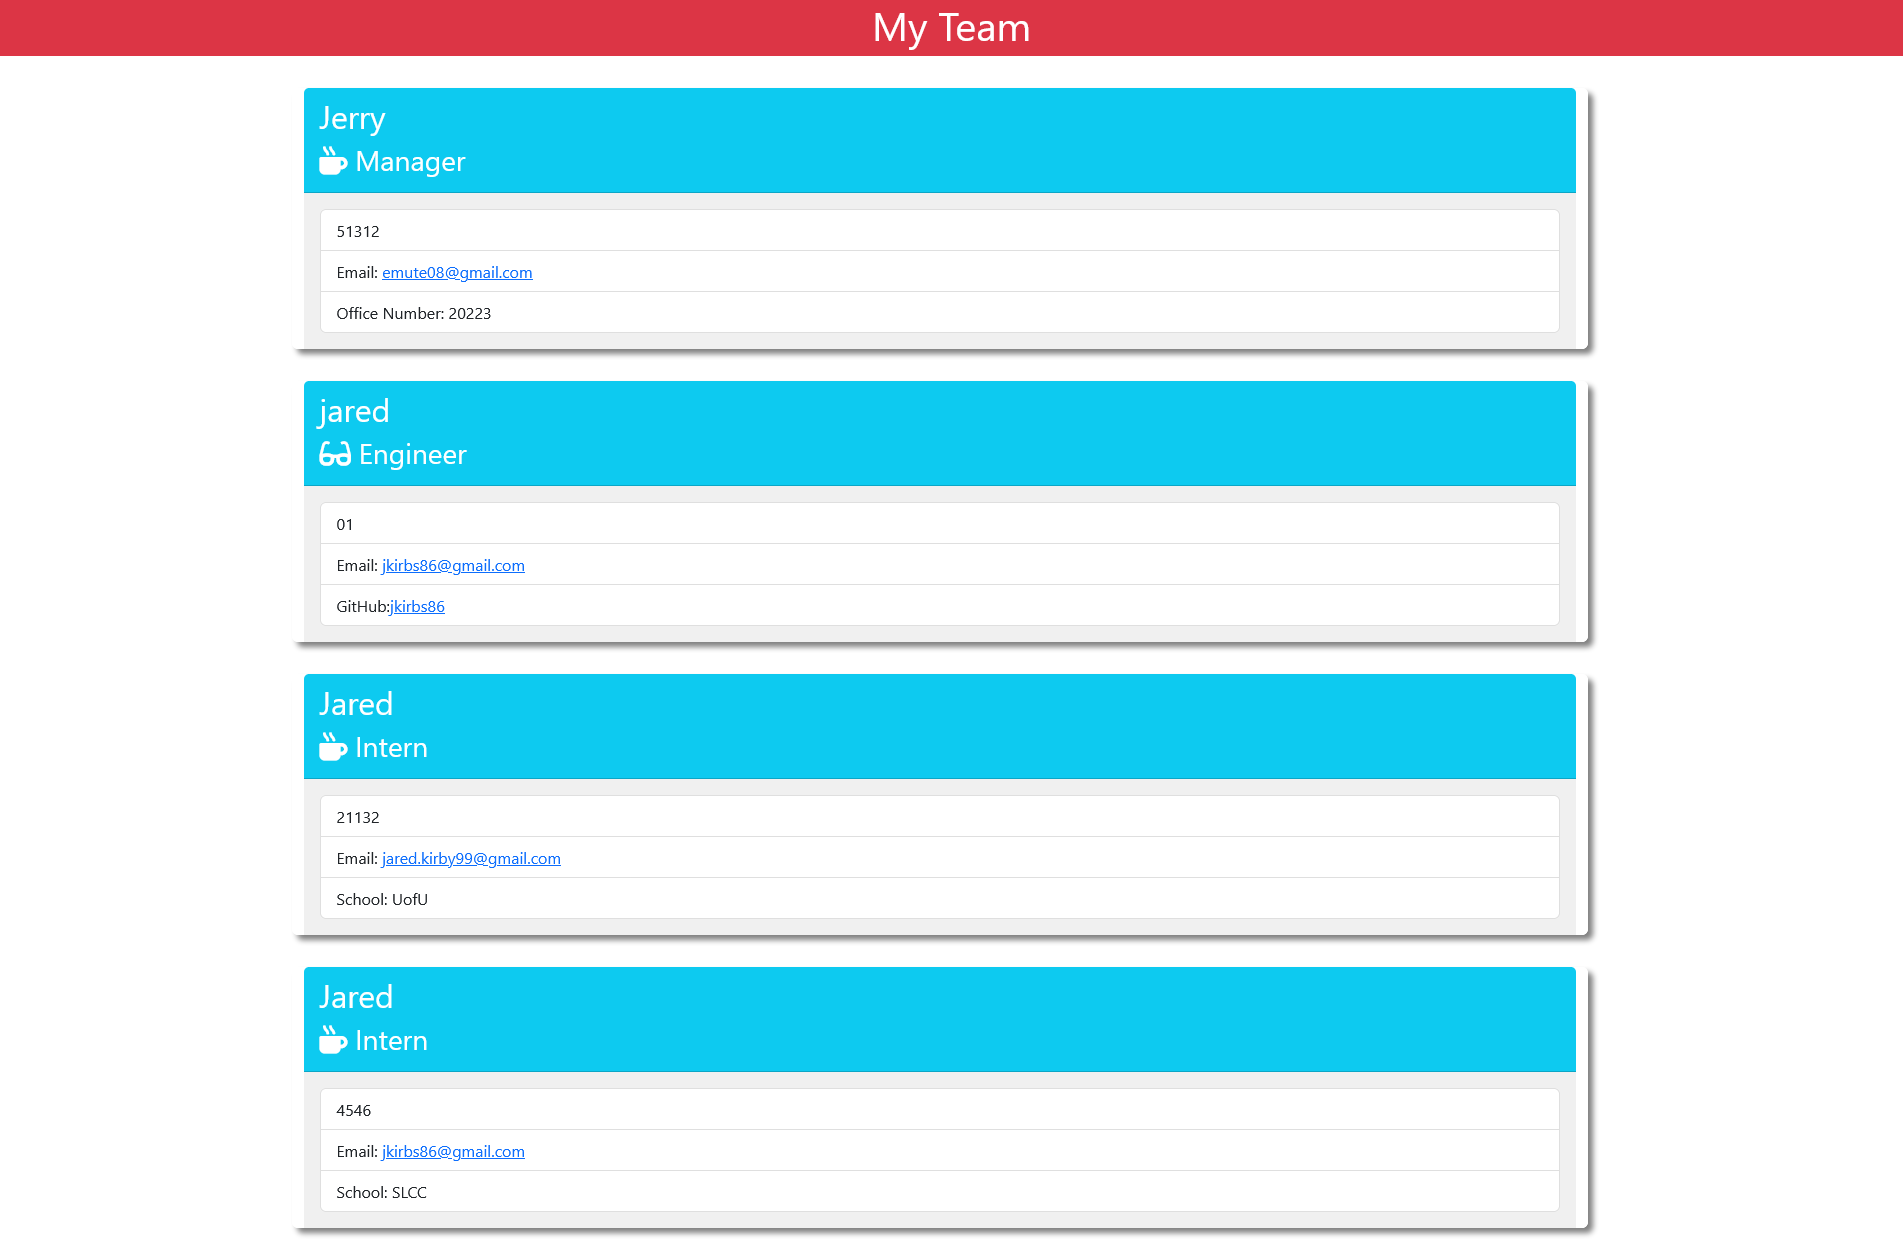 My Team
Jerry
Manager
51312
Email: emute08@gmail.com
Office Number: 20223
jared
Engineer
01
Email: jkirbs86@gmail.com
GitHub:jkirbs86
Jared
Intern
21132
Email: jared.kirby99@gmail.com
School: UofU
Jared
Intern
4546
Email: jkirbs86@gmail.com
School: SLCC